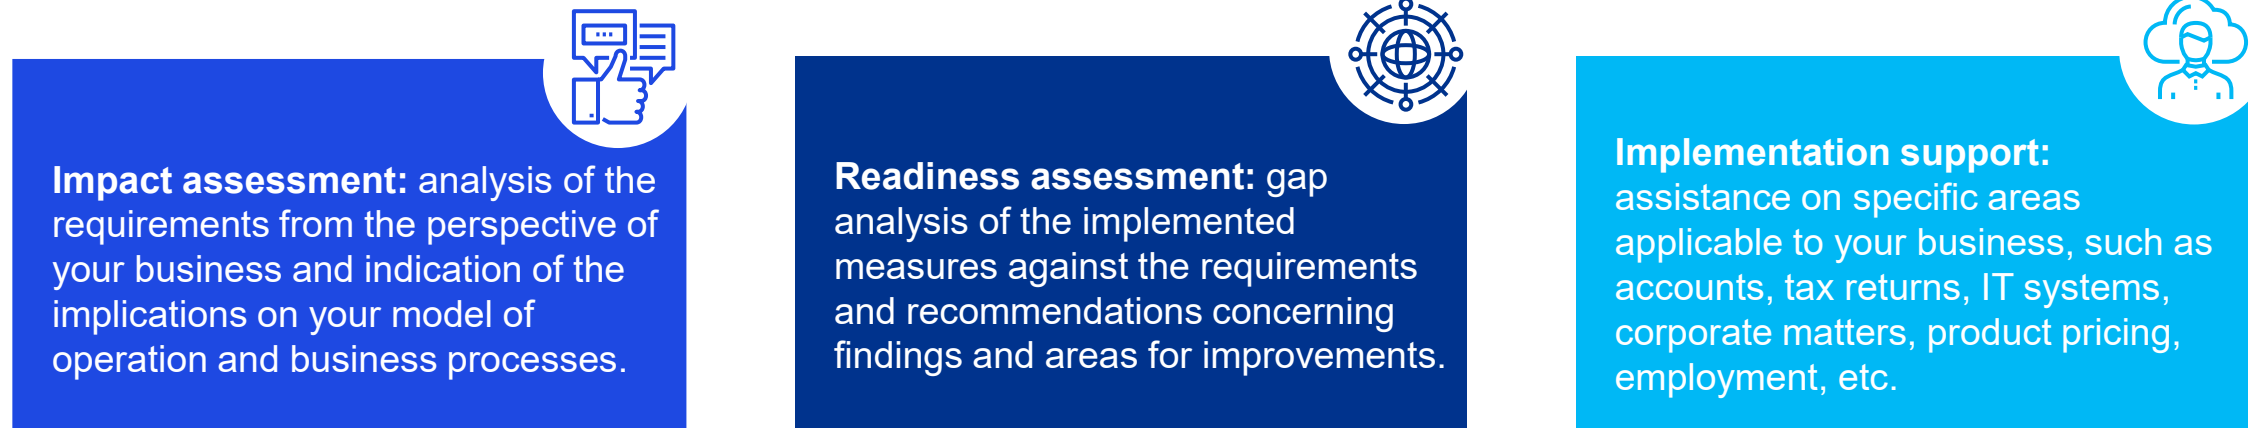 Impact assessment: analysis of the
requirements from the perspective of
your business and indication of the
implications on your model of
operation and business processes.
Readiness assessment: gap
analysis of the implemented
measures against the requirements
and recommendations concerning
findings and areas for improvements.
Implementation support:
assistance on specific areas
applicable to your business, such as
accounts, tax returns, IT systems,
corporate matters, product pricing,
employment, etc.